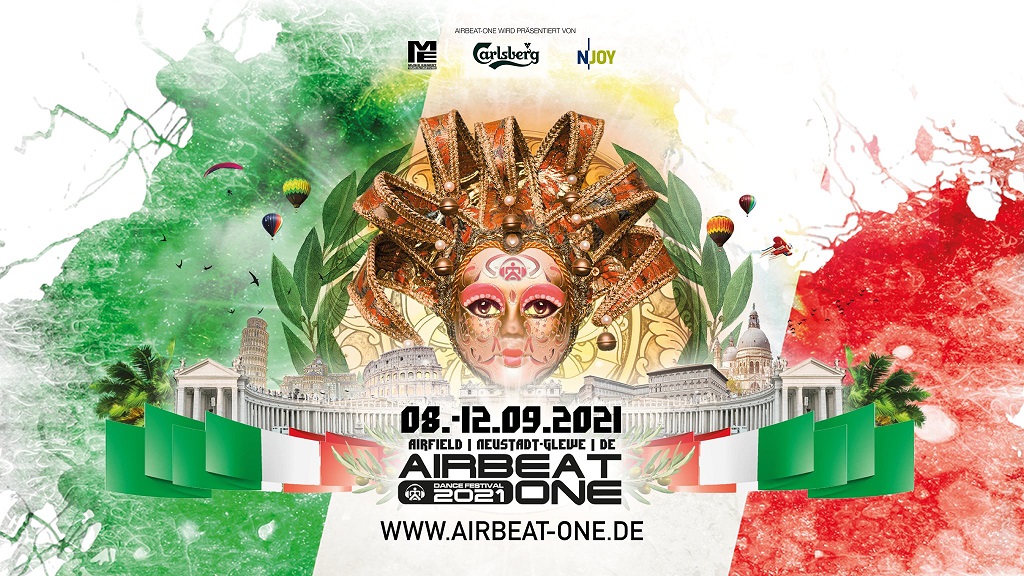 AIRBEAT-ONE WIRD PRÄSENTIERT VON
ME
Carlsberg
N-JOY
08.-12.09.2021
AIRFIELD | NEUSTADT-GLEWE | DE
AIRBEAT
DANCE FESTIVAL
2021
ONE
WWW.AIRBEAT-ONE.DE